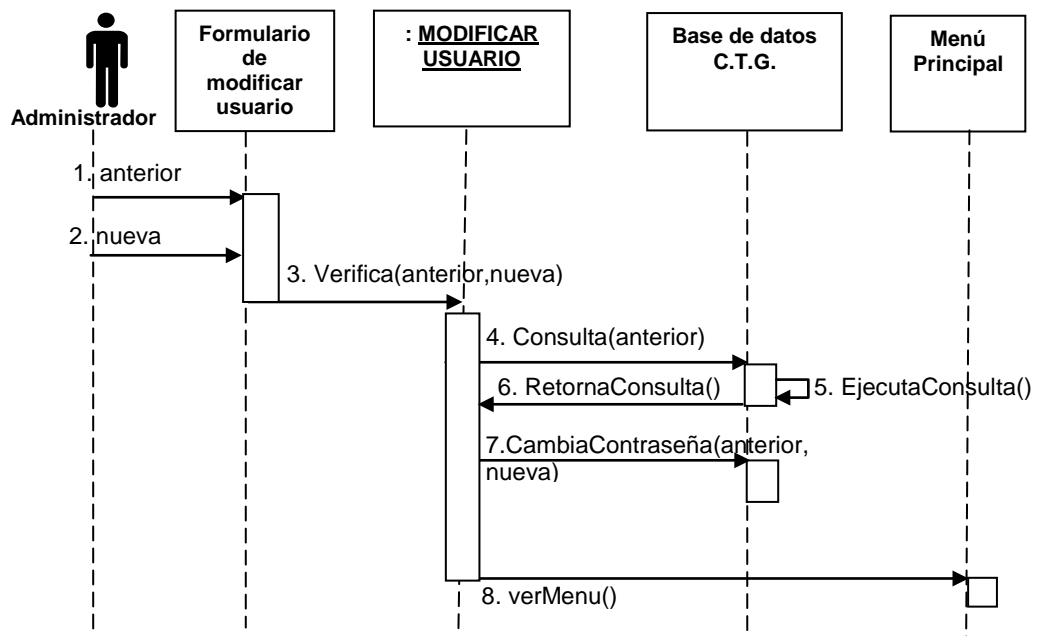 Administrador
Formulario
de
modificar
usuario
: MODIFICAR
USUARIO
Base de datos
C.T.G.
Menú
Principal
1. anterior
2. nueva
3. Verifica(anterior,nueva)
4. Consulta(anterior)
6. RetornaConsulta()
5. EjecutaConsulta()
7.CambiaContraseña(anterior,
nueva)
8. verMenu()